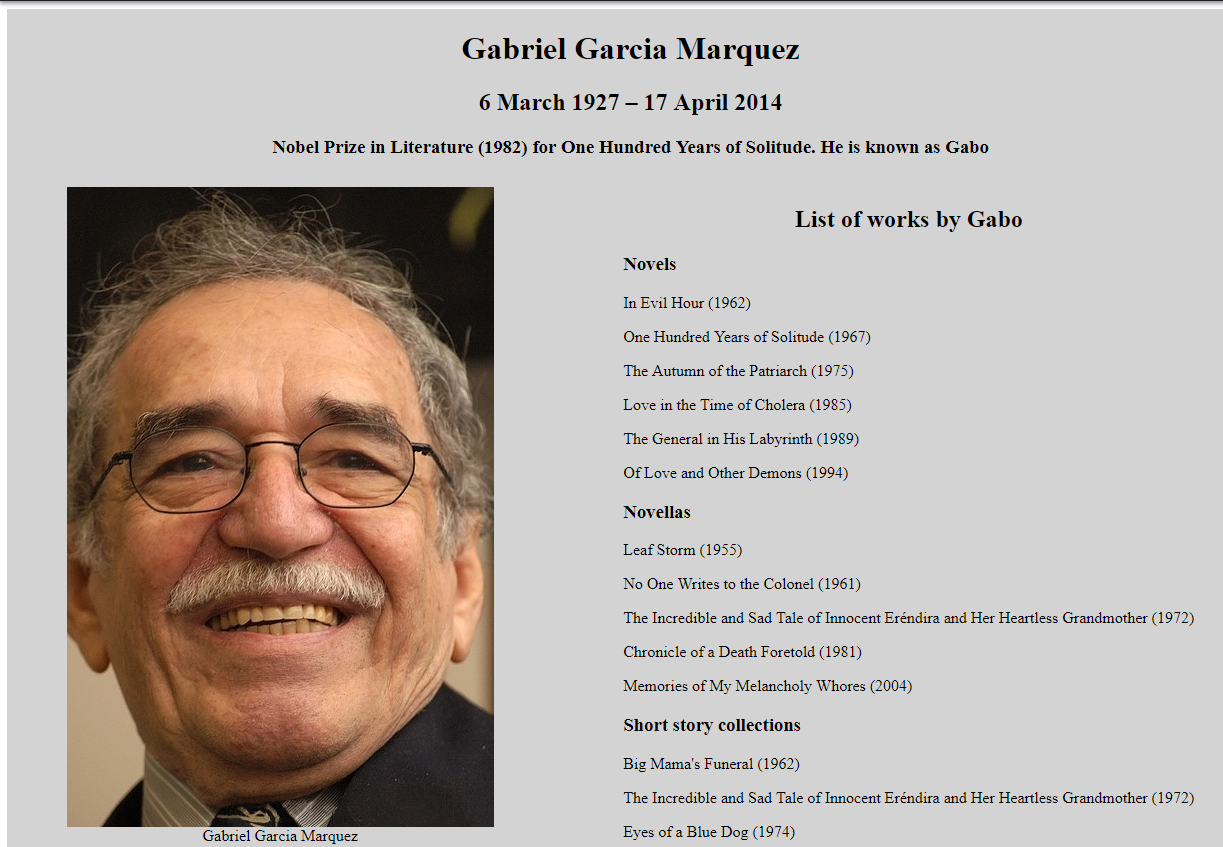 Gabriel Garcia Marquez
6 March 1927 – 17 April 2014
Nobel Prize in Literature (1982) for One Hundred Years of Solitude. He is known as Gabo
Gabriel Garcia Marquez
List of works by Gabo
Novels
In Evil Hour (1962)
One Hundred Years of Solitude (1967)
The Autumn of the Patriarch (1975)
Love in the Time of Cholera (1985)
The General in His Labyrinth (1989)
Of Love and Other Demons (1994)
Novellas
Leaf Storm (1955)
No One Writes to the Colonel (1961)
The Incredible and Sad Tale of Innocent Eréndira and Her Heartless Grandmother (1972)
Chronicle of a Death Foretold (1981)
Memories of My Melancholy Whores (2004)
Short story collections
Big Mama's Funeral (1962)
The Incredible and Sad Tale of Innocent Eréndira and Her Heartless Grandmother (1972)
Eyes of a Blue Dog (1974)